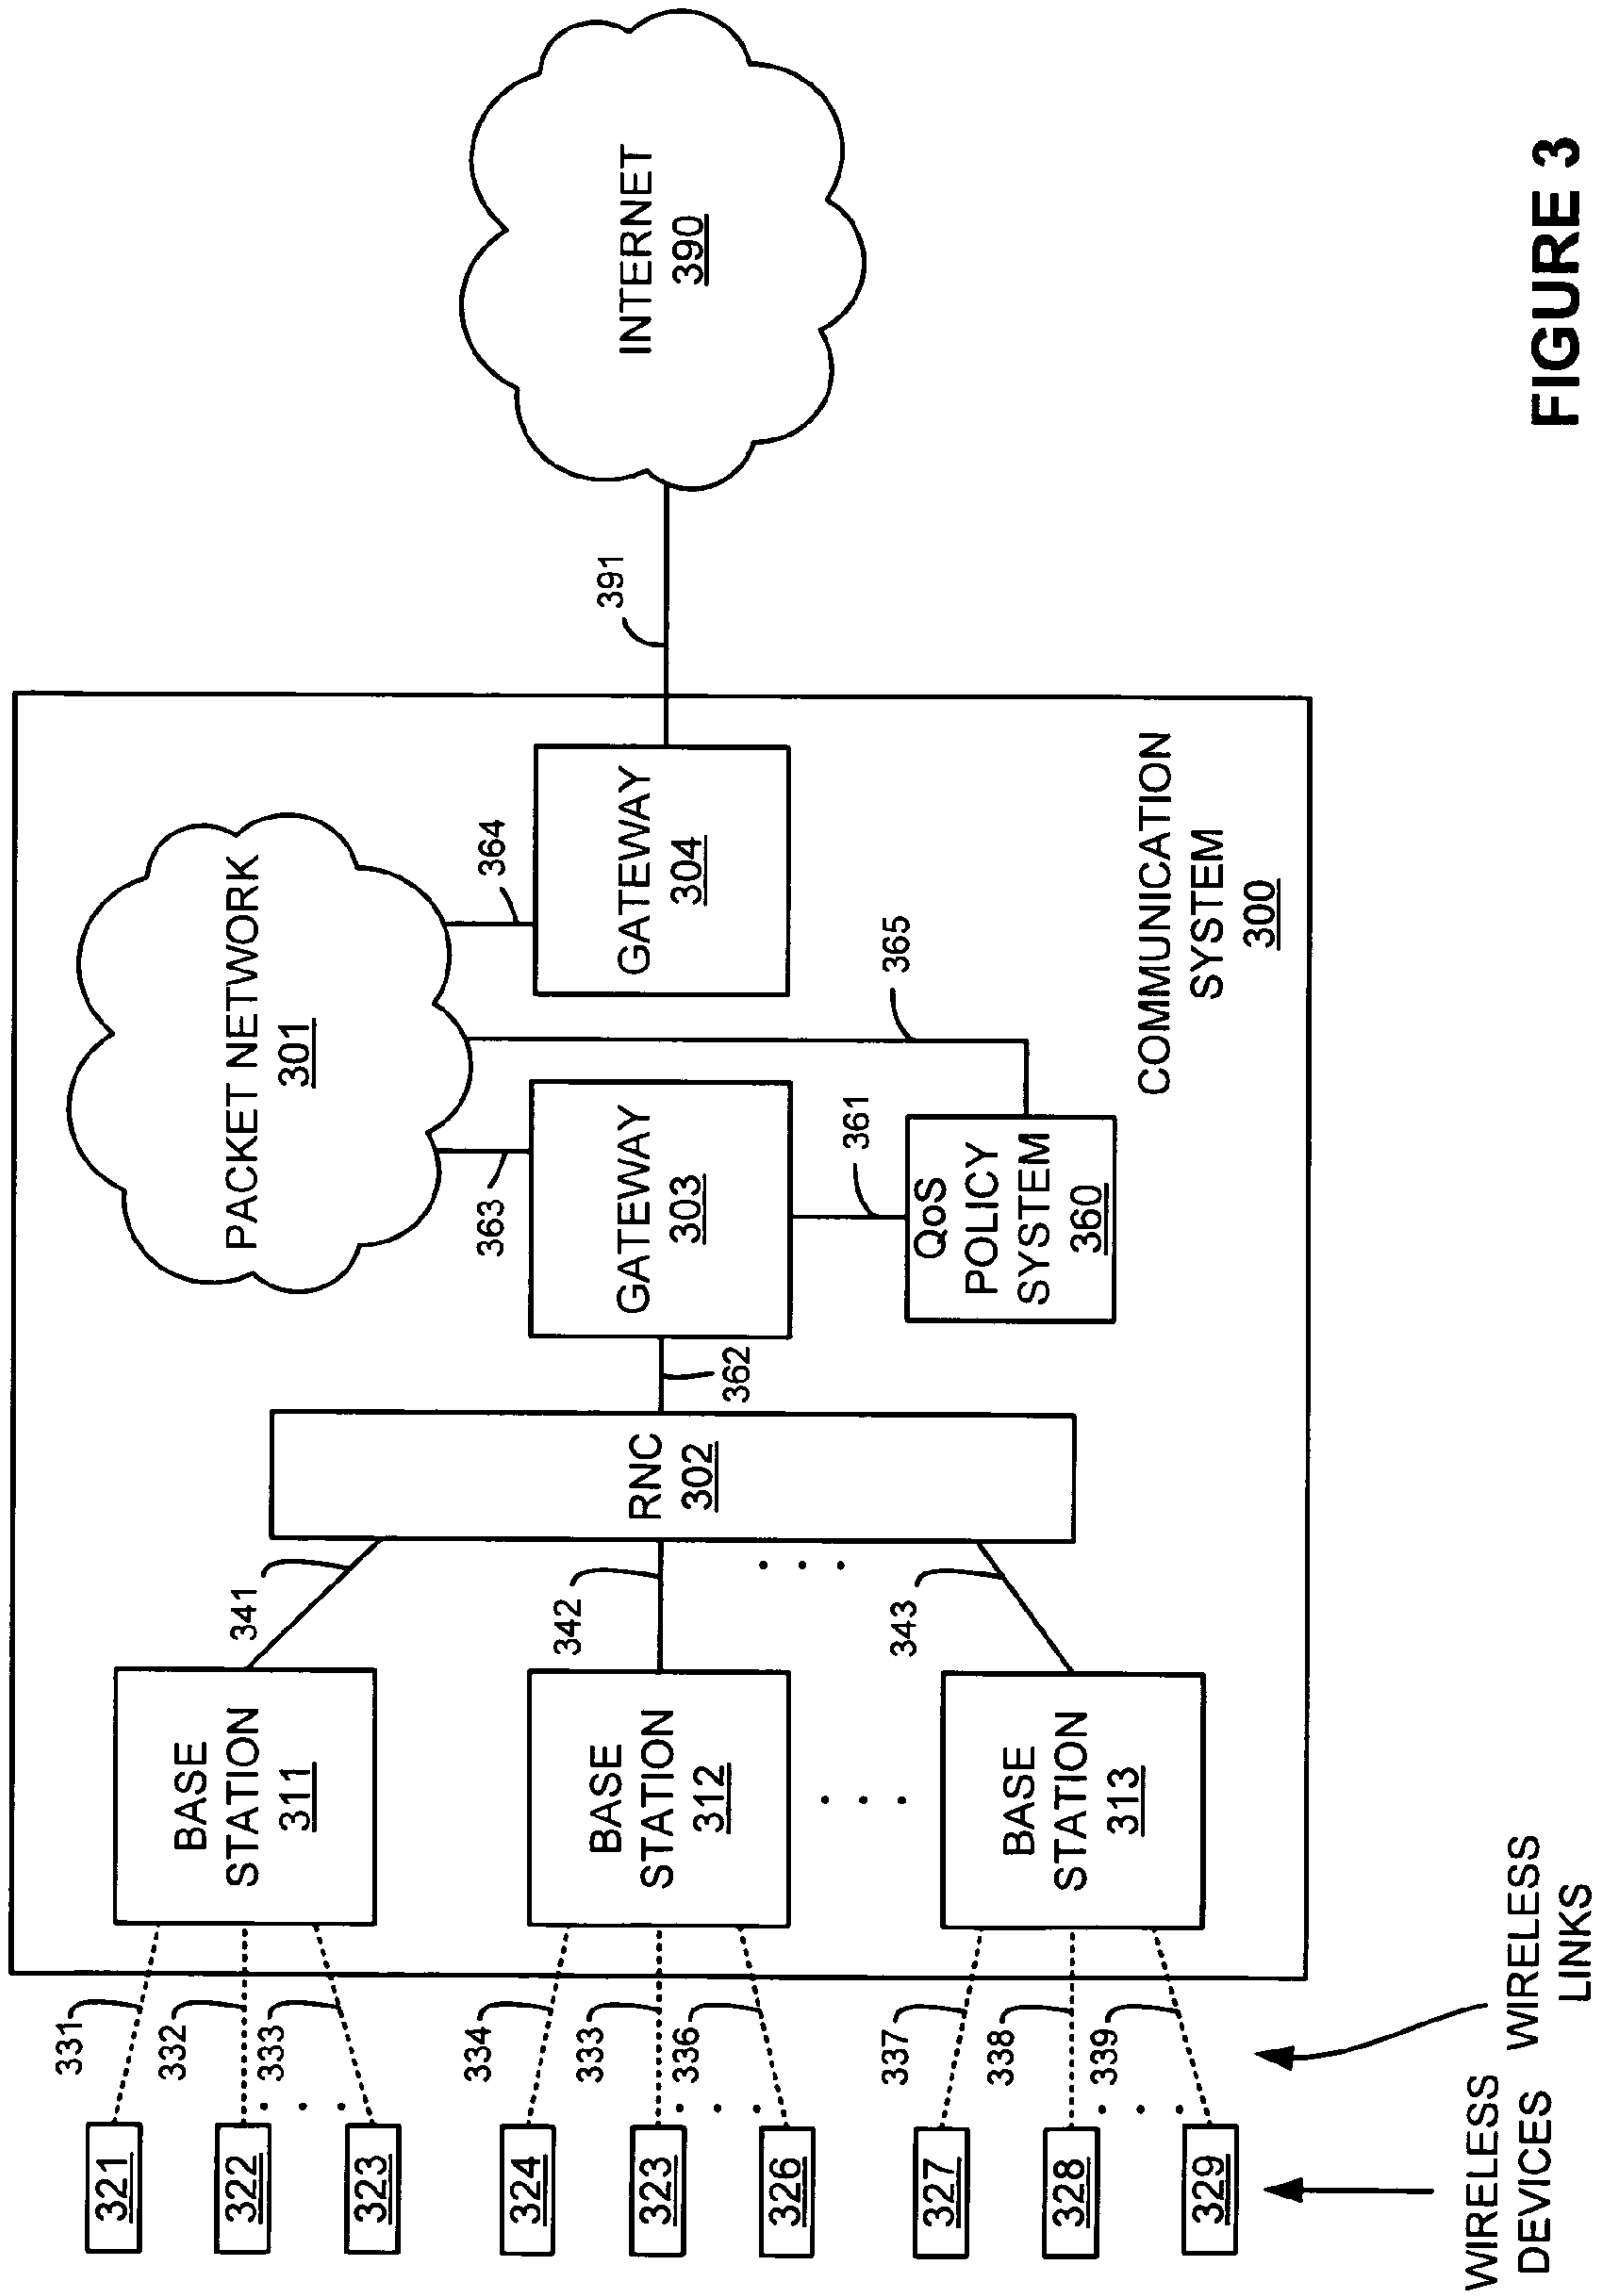 321
322
323
324
323
326
327
328
329
WIRELESS
DEVICES
331
332
333
334
333
336
337
338
339
WIRELESS
LINKS
BASE
STATION
311
BASE
STATION
312
BASE
STATION
313
341
342
343
RNC
302
362
GATEWAY
303
363
361
QoS
POLICY
SYSTEM
360
PACKET NETWORK
301
365
364
GATEWAY
304
COMMUNICATION
SYSTEM
300
391
INTERNET
390
FIGURE 3